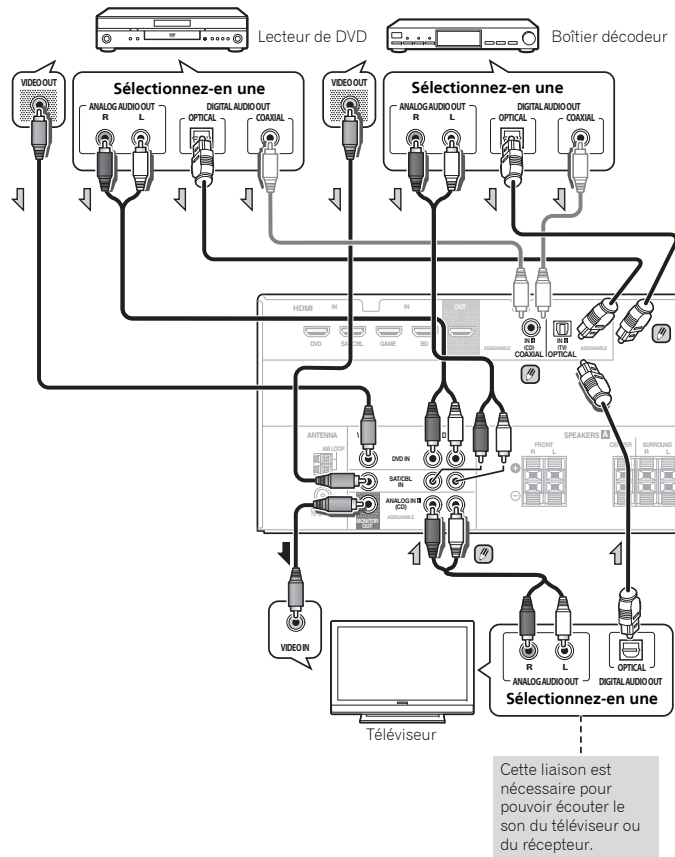 Lecteur de DVD
Boîtier décodeur
VIDEO OUT
Sélectionnez-en une
ANALOG AUDIO OUT
R L
DIGITAL AUDIO OUT
OPTICAL
COAXIAL
VIDEO OUT
Sélectionnez-en une
ANALOG AUDIO OUT
R L
DIGITAL AUDIO OUT
OPTICAL
COAXIAL
HDMI IN IN OUT
DVD
GAME
BD
ASSIGNABLE
IN 1
(CD)
COAXIAL
IN 1
(TV)
OPTICAL
ASSIGNABLE
ANTENNA
AM LOOP
DVD IN
SAT/CBL
IN
ANALOG IN 1
(CD)
ASSIGNABLE
MONITOR
OUT
SPEAKERS A
FRONT
R L
SURROUND
R L
VIDEO IN
R L
ANALOG AUDIO OUT
OPTICAL
DIGITAL AUDIO OUT
Sélectionnez-en une
Téléviseur
Cette liaison est
nécessaire pour
pouvoir écouter le
son du téléviseur ou
du récepteur.